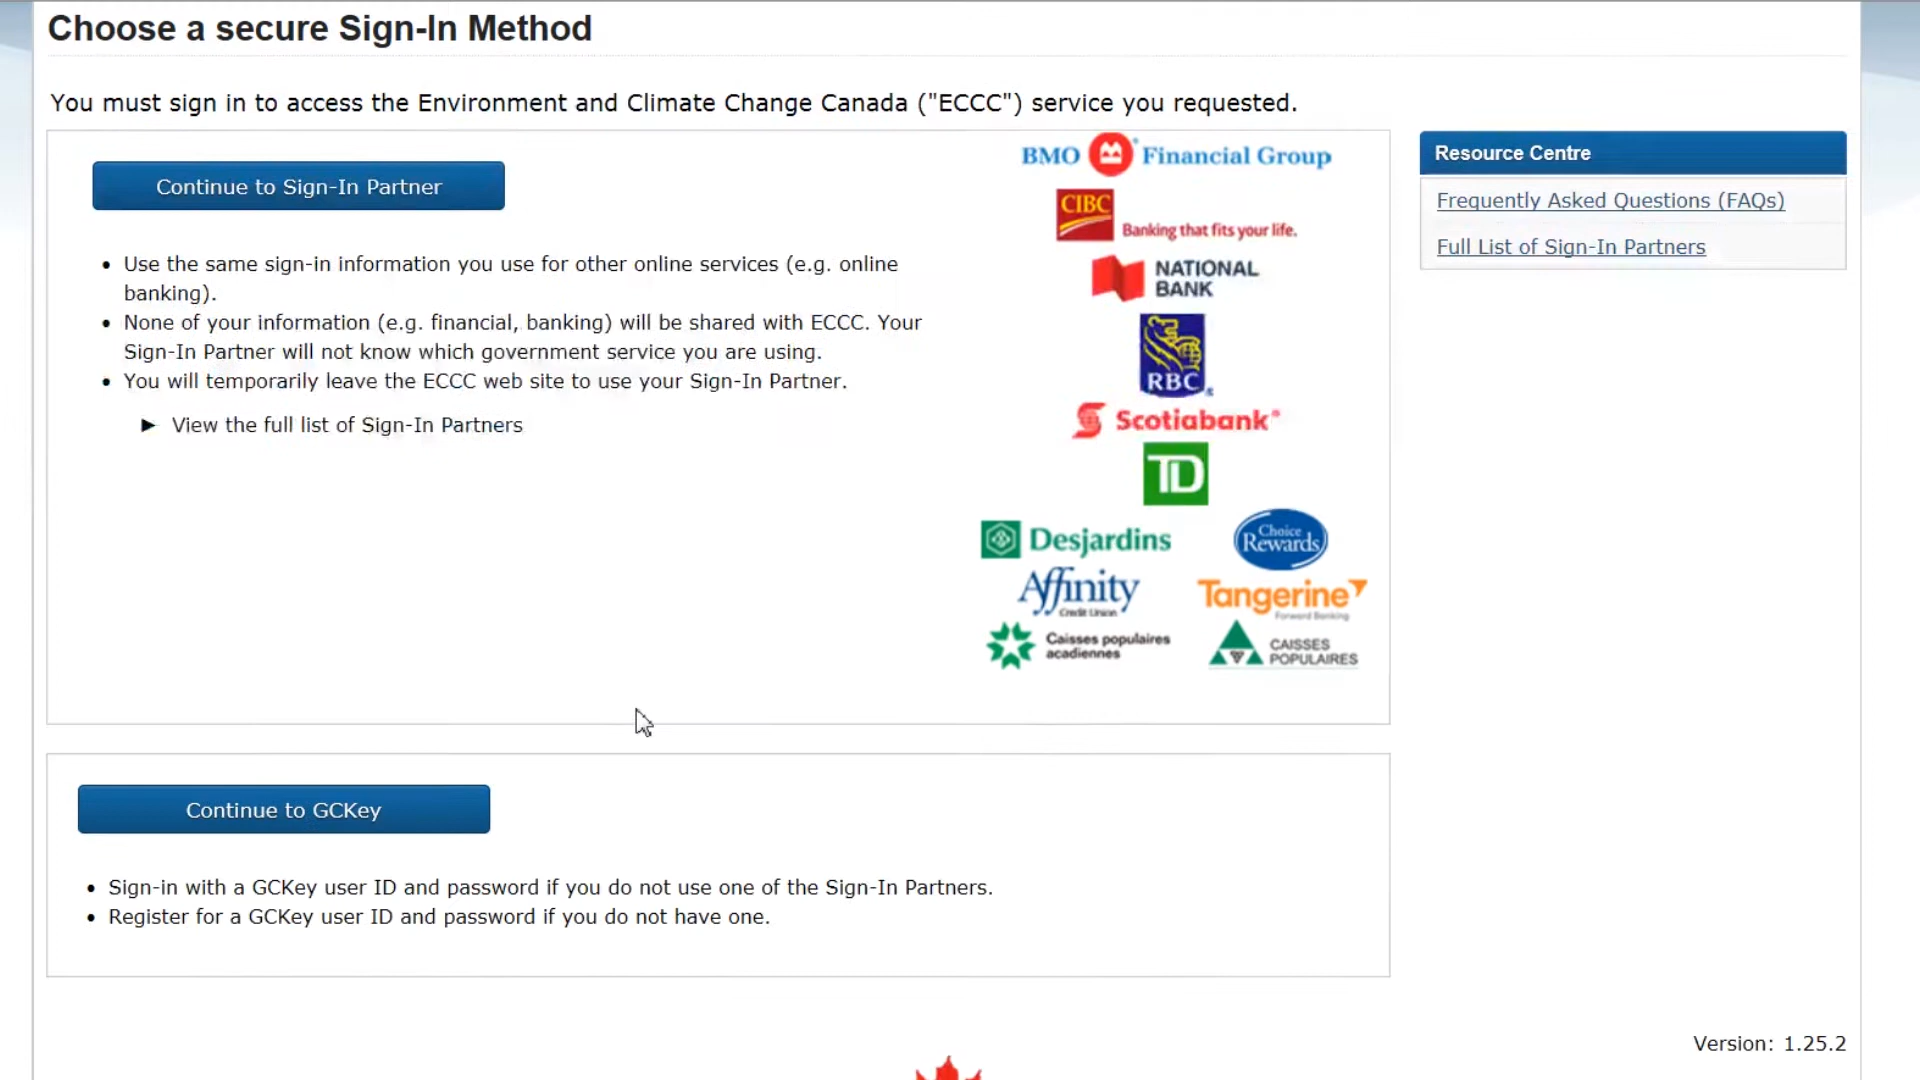 Choose a secure Sign-In Method
You must sign in to access the Environment and Climate Change Canada ("ECCC") service you requested.
Continue to Sign-In Partner
• Use the same sign-in information you use for other online services (e.g. online
banking).
• None of your information (e.g. financial, banking) will be shared with ECCC. Your
Sign-In Partner will not know which government service you are using.
• You will temporarily leave the ECCC web site to use your Sign-In Partner.
► View the full list of Sign-In Partners
BMO Financial Group
CIBC
Banking that fits your life.
NATIONAL
BANK
RBC
Scotiabank
TD
Desjardins
Choice
Rewards
Affinity
Credit Union
Tangerine
Forward Banking
Caisses populaires
acadiennes
CAISSES
POPULAIRES
Resource Centre
Frequently Asked Questions (FAQs)
Full List of Sign-In Partners
Continue to GCKey
• Sign-in with a GCKey user ID and password if you do not use one of the Sign-In Partners.
• Register for a GCKey user ID and password if you do not have one.
Version: 1.25.2